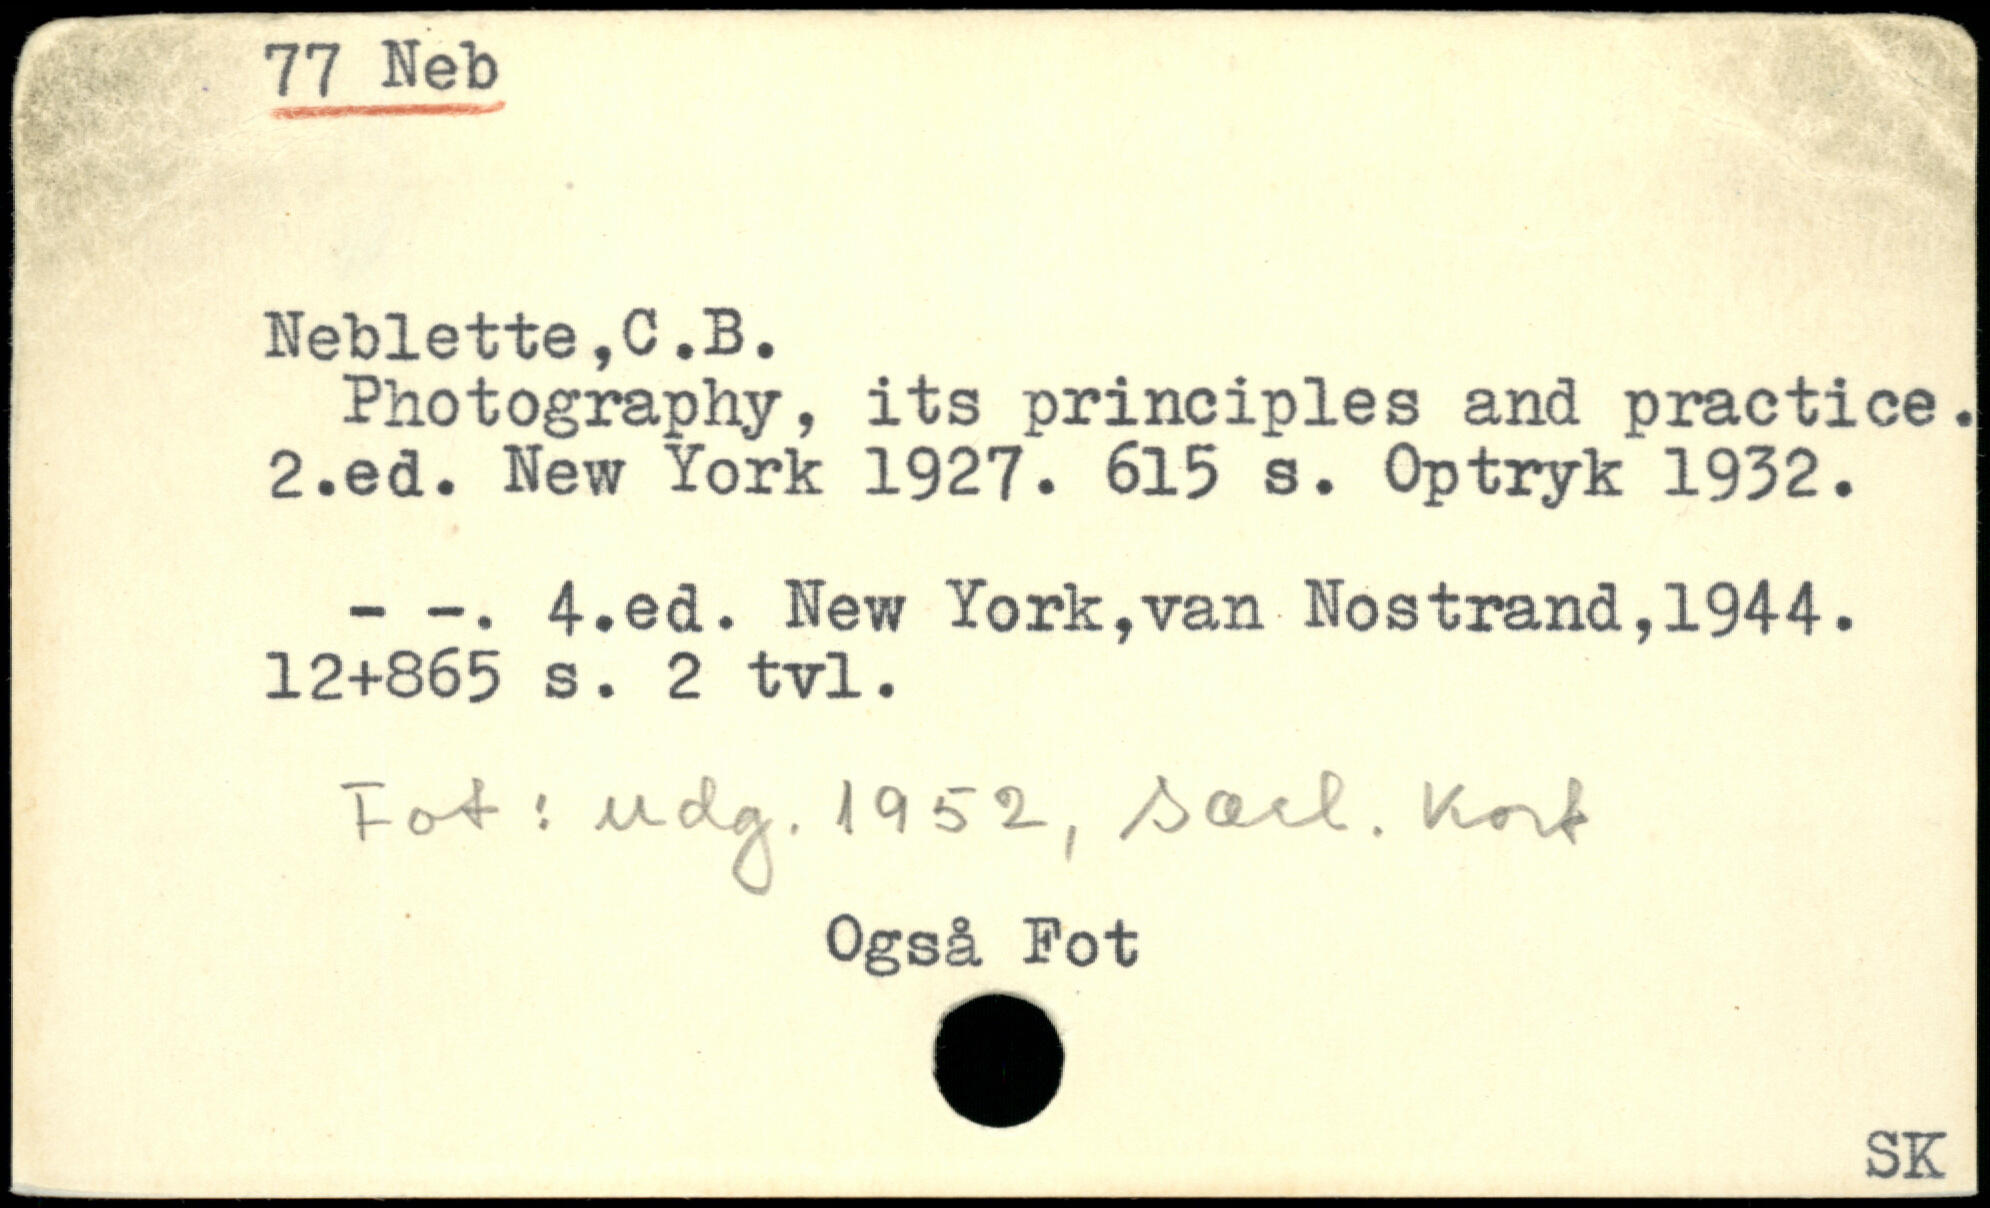 77 Neb
Neblette,C.B.
Photography, its principles and practice.
2.ed. New York 1927. 615 s. Optryk 1932.
- -. 4.ed. New York,van Nostrand,1944.
12+865 s. 2 tvl.
Fot: udg. 1952, særl. Kort
Også Fot
SK